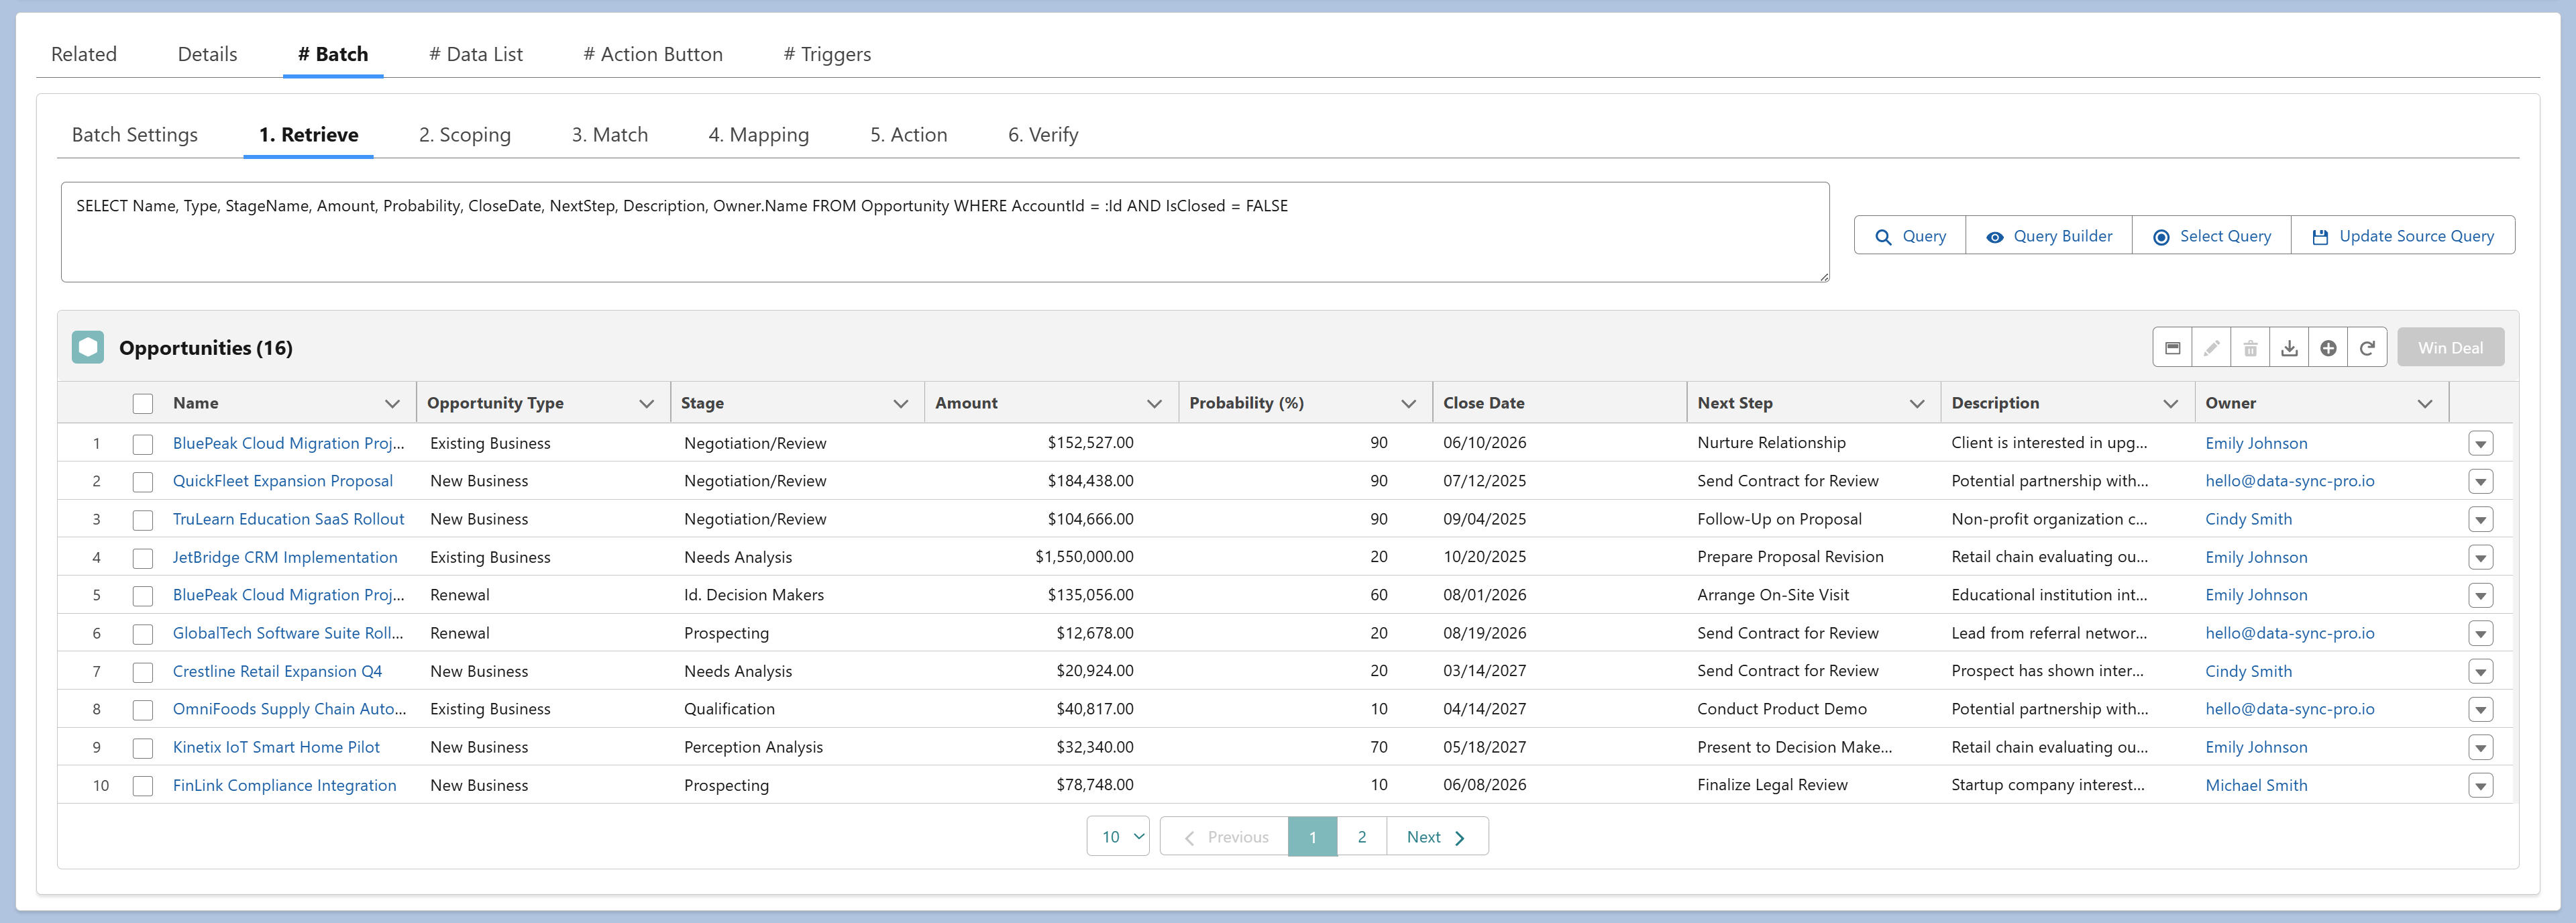 Related Details # Batch # Data List # Action Button # Triggers
Batch Settings 1. Retrieve 2. Scoping 3. Match 4. Mapping 5. Action 6. Verify
SELECT Name, Type, StageName, Amount, Probability, CloseDate, NextStep, Description, Owner.Name FROM Opportunity WHERE AccountId = :Id AND IsClosed = FALSE
Query Query Builder Select Query Update Source Query
Opportunities (16) Win Deal
Name Opportunity Type Stage Amount Probability (%) Close Date Next Step Description Owner
1 BluePeak Cloud Migration Proj... Existing Business Negotiation/Review $152,527.00 90 06/10/2026 Nurture Relationship Client is interested in upg... Emily Johnson
2 QuickFleet Expansion Proposal New Business Negotiation/Review $184,438.00 90 07/12/2025 Send Contract for Review Potential partnership with... hello@data-sync-pro.io
3 TruLearn Education SaaS Rollout New Business Negotiation/Review $104,666.00 90 09/04/2025 Follow-Up on Proposal Non-profit organization c... Cindy Smith
4 JetBridge CRM Implementation Existing Business Needs Analysis $1,550,000.00 20 10/20/2025 Prepare Proposal Revision Retail chain evaluating ou... Emily Johnson
5 BluePeak Cloud Migration Proj... Renewal Id. Decision Makers $135,056.00 60 08/01/2026 Arrange On-Site Visit Educational institution int... Emily Johnson
6 GlobalTech Software Suite Roll... Renewal Prospecting $12,678.00 20 08/19/2026 Send Contract for Review Lead from referral networ... hello@data-sync-pro.io
7 Crestline Retail Expansion Q4 New Business Needs Analysis $20,924.00 20 03/14/2027 Send Contract for Review Prospect has shown inter... Cindy Smith
8 OmniFoods Supply Chain Auto... Existing Business Qualification $40,817.00 10 04/14/2027 Conduct Product Demo Potential partnership with... hello@data-sync-pro.io
9 Kinetix IoT Smart Home Pilot New Business Perception Analysis $32,340.00 70 05/18/2027 Present to Decision Make... Retail chain evaluating ou... Emily Johnson
10 FinLink Compliance Integration New Business Prospecting $78,748.00 10 06/08/2026 Finalize Legal Review Startup company interest... Michael Smith
10 Previous 1 2 Next